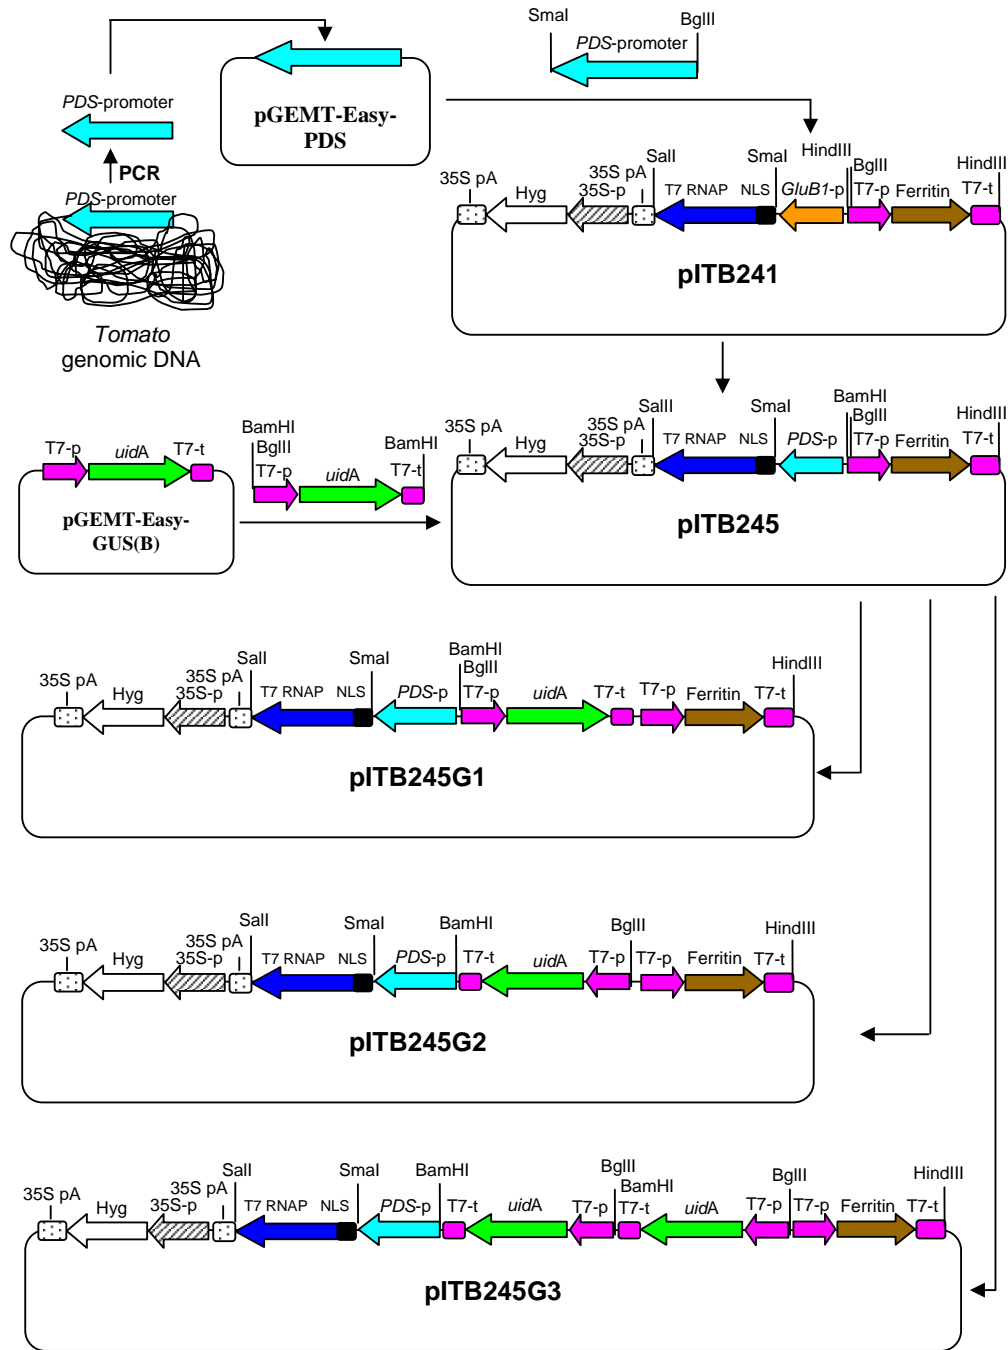 SmaI
BglII
PDS-promoter
pGEMT-Easy-
PDS
PDS-promoter
PCR
PDS-promoter
Tomato
genomic DNA
SalI
SmaI
HindIII
BglII
HindIII
35S pA
Hyg
35S pA
35S-p
T7 RNAP
NLS
GluB1-p
T7-p
Ferritin
T7-t
pITB241
T7-p
uidA
T7-t
pGEMT-Easy-
GUS(B)
BamHI
BglII
T7-p
uidA
BamHI
T7-t
SalII
SmaI
BamHI
BglII
HindIII
35S pA
Hyg
35S pA
35S-p
T7 RNAP
NLS
PDS-p
T7-p
Ferritin
T7-t
pITB245
SalI
SmaI
BamHI
BglII
HindIII
35S pA
Hyg
35S pA
35S-p
T7 RNAP
NLS
PDS-p
T7-p
uidA
T7-t
T7-p
Ferritin
T7-t
pITB245G1
SalI
SmaI
BamHI
BglII
HindIII
35S pA
Hyg
35S pA
35S-p
T7 RNAP
NLS
PDS-p
T7-t
uidA
T7-p
T7-p
Ferritin
T7-t
pITB245G2
SalI
SmaI
BamHI
BglII
BamHI
BglII
HindIII
35S pA
Hyg
35S pA
35S-p
T7 RNAP
NLS
PDS-p
T7-t
uidA
T7-p
T7-t
uidA
T7-p
T7-p
Ferritin
T7-t
pITB245G3